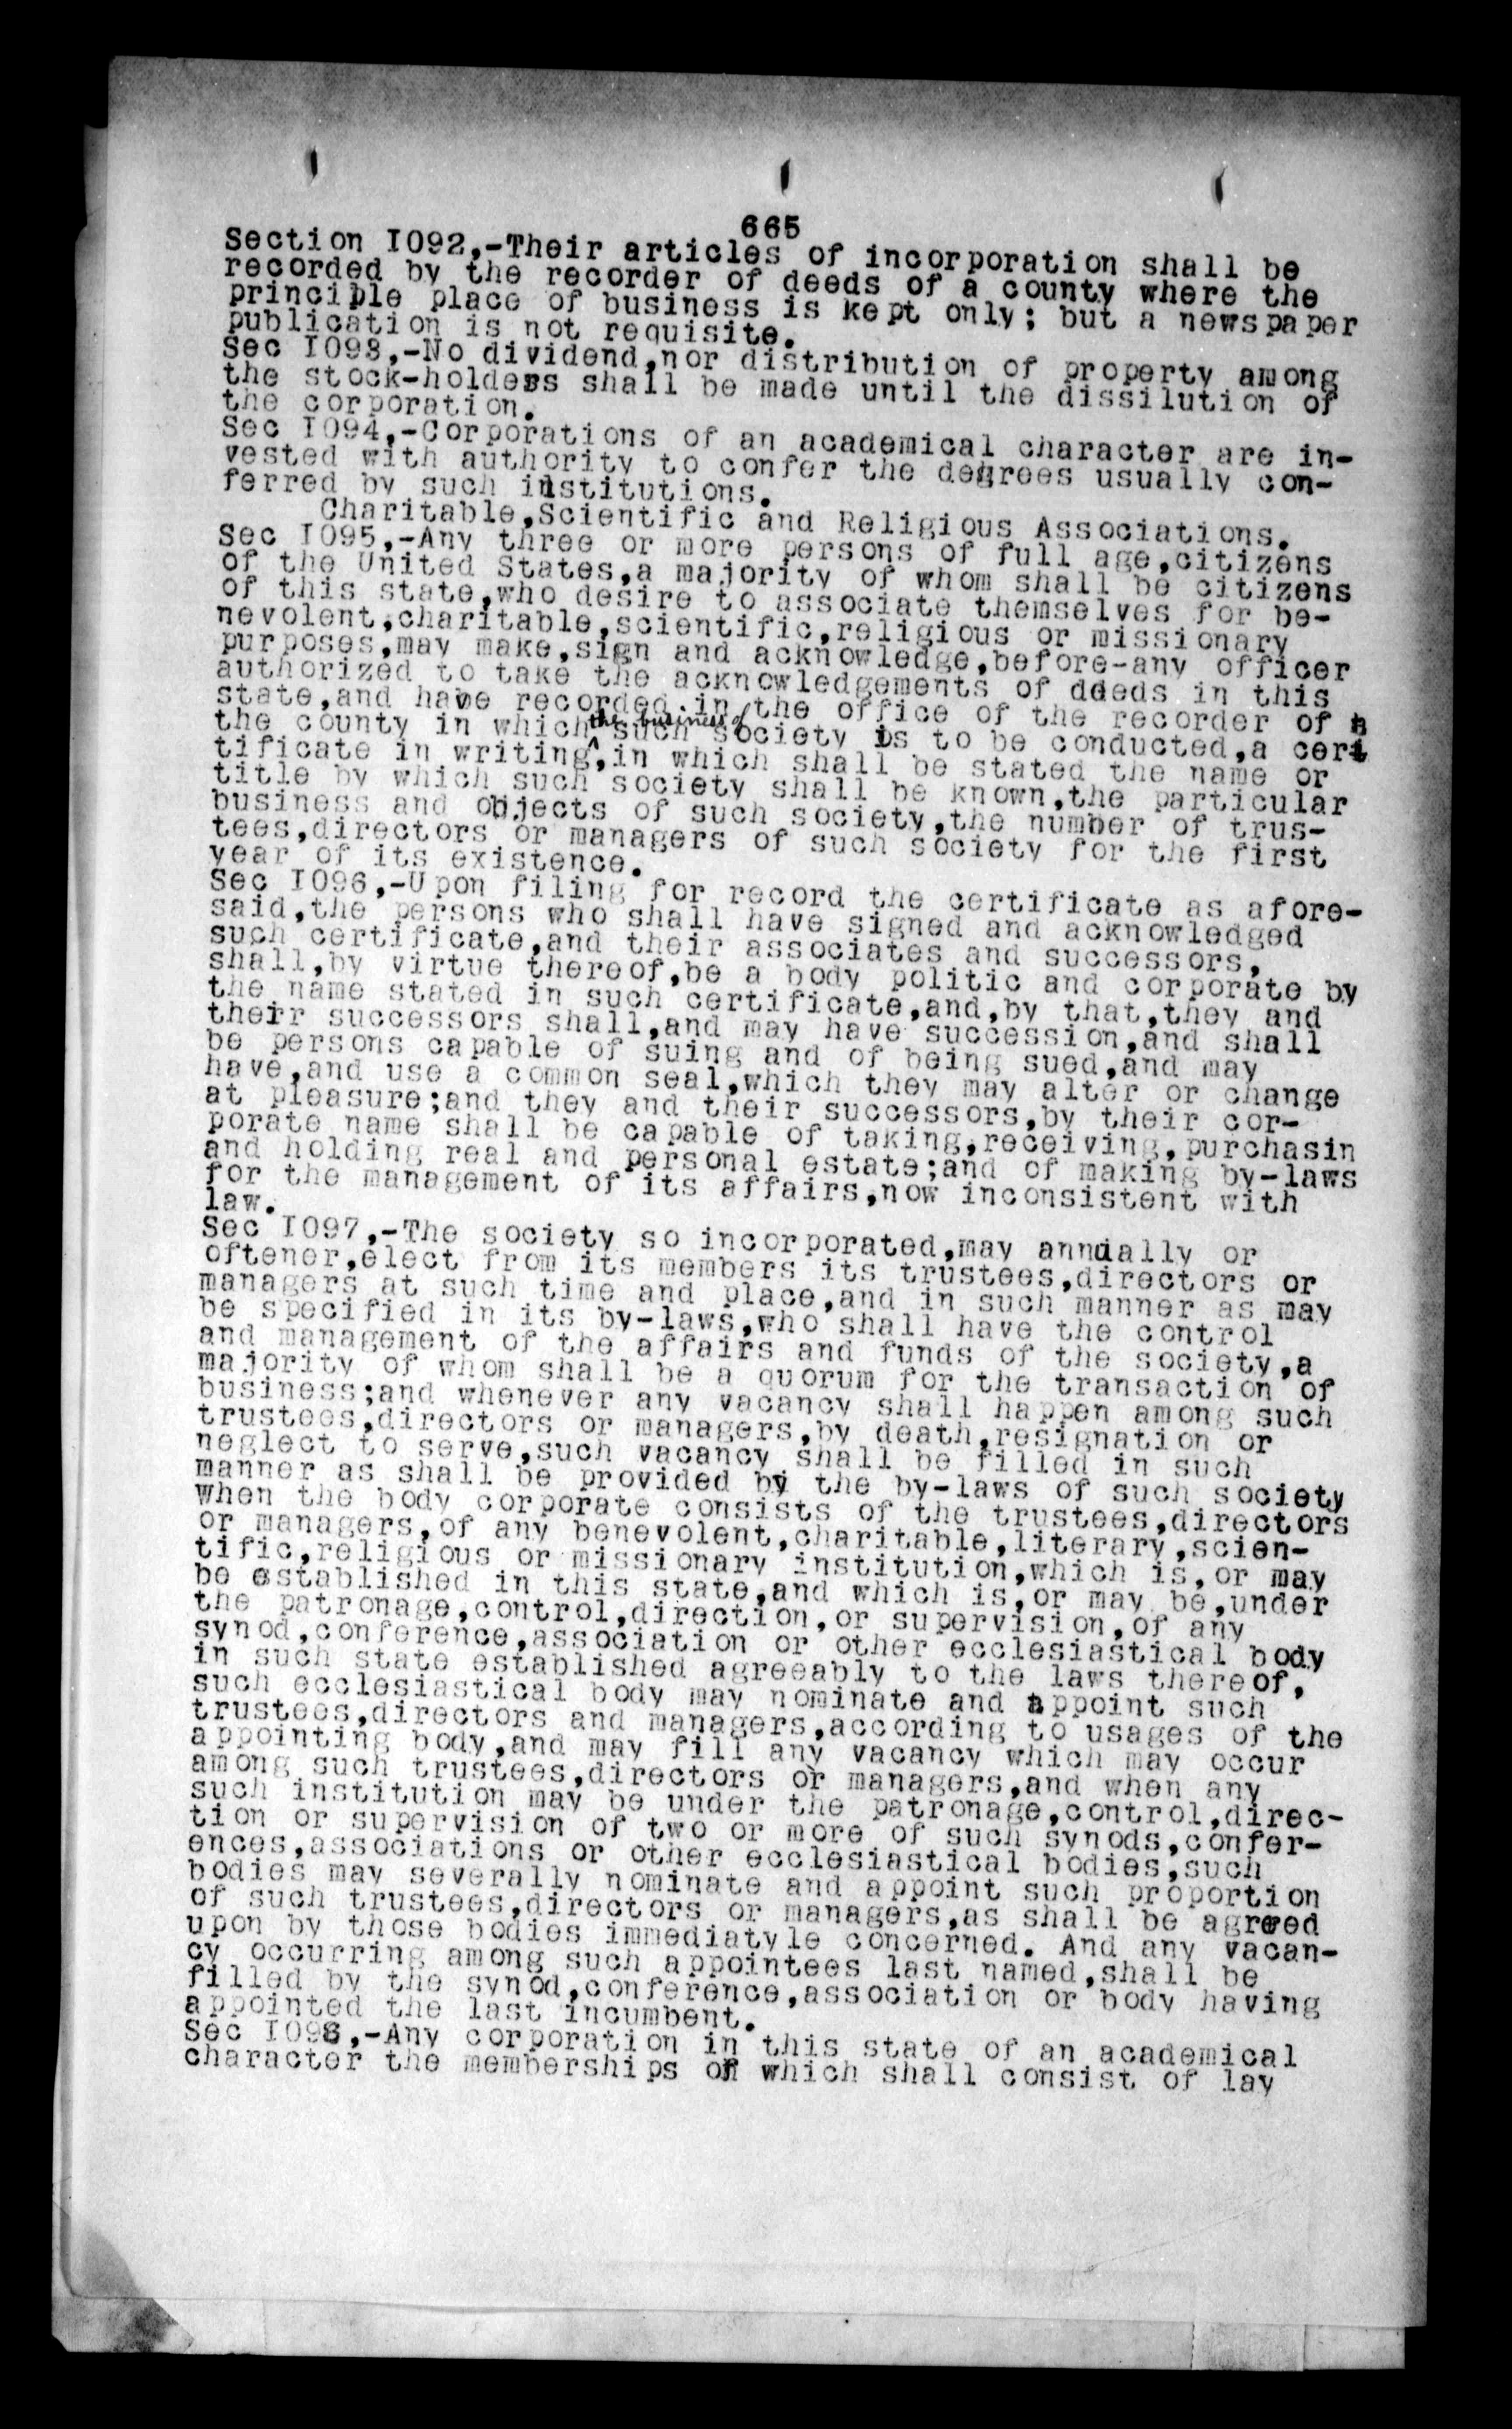 665
Section I092,-Their articles of incorporation shall be
recorded by the recorder of deeds of a county where the
principle place of business is kept only; but a newspaper
publication is not requisite.
Sec I093,-No dividend,nor distribution of property among
the stock-holders shall be made until the dissilution of
the corporation.
Sec I094,-Corporations of an academical character are in-
vested with authority to confer the degrees usually con-
ferred by such institutions.
Charitable,Scientific and Religious Associations.
Sec I095,-Any three or more persons of full age,citizens
of the United States,a majority of whom shall be citizens
of this state,who desire to associate themselves for be-
nevolent,charitable,scientific,religious or missionary
purposes,may make,sign and acknowledge,before-any officer
authorized to take the acknowledgements of deeds in this
state,and have recorded in the office of the recorder of
the county in which the business of such society is to be conducted,a cert
tificate in writing,in which shall be stated the name or
title by which such society shall be known,the particular
business and objects of such society,the number of trus-
tees,directors or managers of such society for the first
year of its existence.
Sec I096,-Upon filing for record the certificate as afore-
said,the persons who shall have signed and acknowledged
such certificate,and their associates and successors,
shall,by virtue thereof,be a body politic and corporate by
the name stated in such certificate,and,by that,they and
their successors shall,and may have succession,and shall
be persons capable of suing and of being sued,and may
have,and use a common seal,which they may alter or change
at pleasure;and they and their successors,by their cor-
porate name shall be capable of taking,receiving,purchasin
and holding real and personal estate;and of making by-laws
for the management of its affairs,now inconsistent with
law.
Sec I097,-The society so incorporated,may annually or
oftener,elect from its members its trustees,directors or
managers at such time and place,and in such manner as may
be specified in its by-laws,who shall have the control
and management of the affairs and funds of the society,a
majority of whom shall be a quorum for the transaction of
business;and whenever any vacancy shall happen among such
trustees,directors or managers,by death,resignation or
neglect to serve,such vacancy shall be filled in such
manner as shall be provided by the by-laws of such society
when the body corporate consists of the trustees,directors
or managers,of any benevolent,charitable,literary,scien-
tific,religious or missionary institution,which is,or may
be established in this state,and which is,or may be,under
the patronage,control,direction,or supervision,of any
synod,conference,association or other ecclesiastical body
in such state established agreeably to the laws thereof,
such ecclesiastical body may nominate and appoint such
trustees,directors and managers,according to usages of the
appointing body,and may fill any vacancy which may occur
among such trustees,directors or managers,and when any
such institution may be under the patronage,control,direc-
tion or supervision of two or more of such synods,confer-
ences,associations or other ecclesiastical bodies,such
bodies may severally nominate and appoint such proportion
of such trustees,directors or managers,as shall be agreed
upon by those bodies immediatyle concerned. And any vacan-
cy occurring among such appointees last named,shall be
filled by the synod,conference,association or body having
appointed the last incumbent.
Sec I098,-Any corporation in this state of an academical
character the memberships of which shall consist of lay